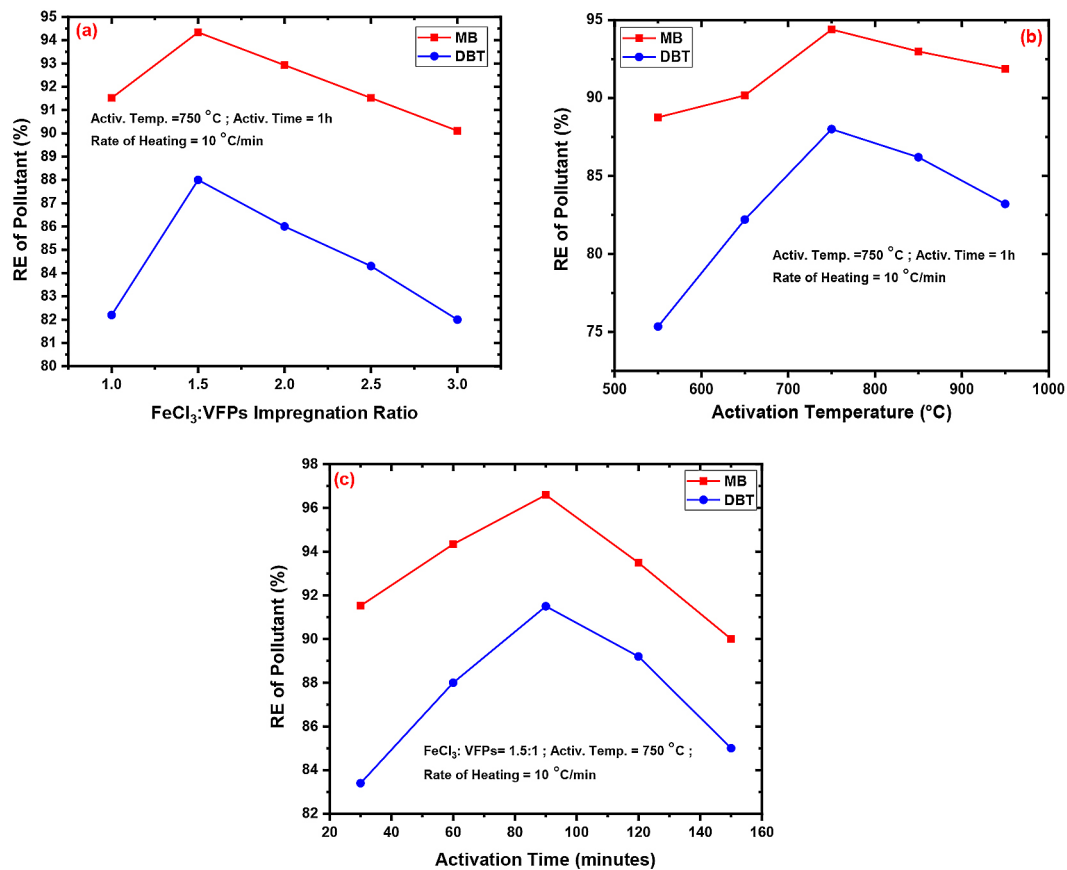 (a)
MB
DBT
Activ. Temp. =750 °C ; Activ. Time = 1h
Rate of Heating = 10 °C/min
RE of Pollutant (%)
95
94
93
92
91
90
89
88
87
86
85
84
83
82
81
80
1.0 1.5 2.0 2.5 3.0
FeCl₃:VFPs Impregnation Ratio
(b)
MB
DBT
Activ. Temp. =750 °C ; Activ. Time = 1h
Rate of Heating = 10 °C/min
RE of Pollutant (%)
95
90
85
80
75
500 600 700 800 900 1000
Activation Temperature (°C)
(c)
MB
DBT
FeCl₃: VFPs= 1.5:1 ; Activ. Temp. = 750 °C ;
Rate of Heating = 10 °C/min
RE of Pollutant (%)
98
96
94
92
90
88
86
84
82
20 40 60 80 100 120 140 160
Activation Time (minutes)